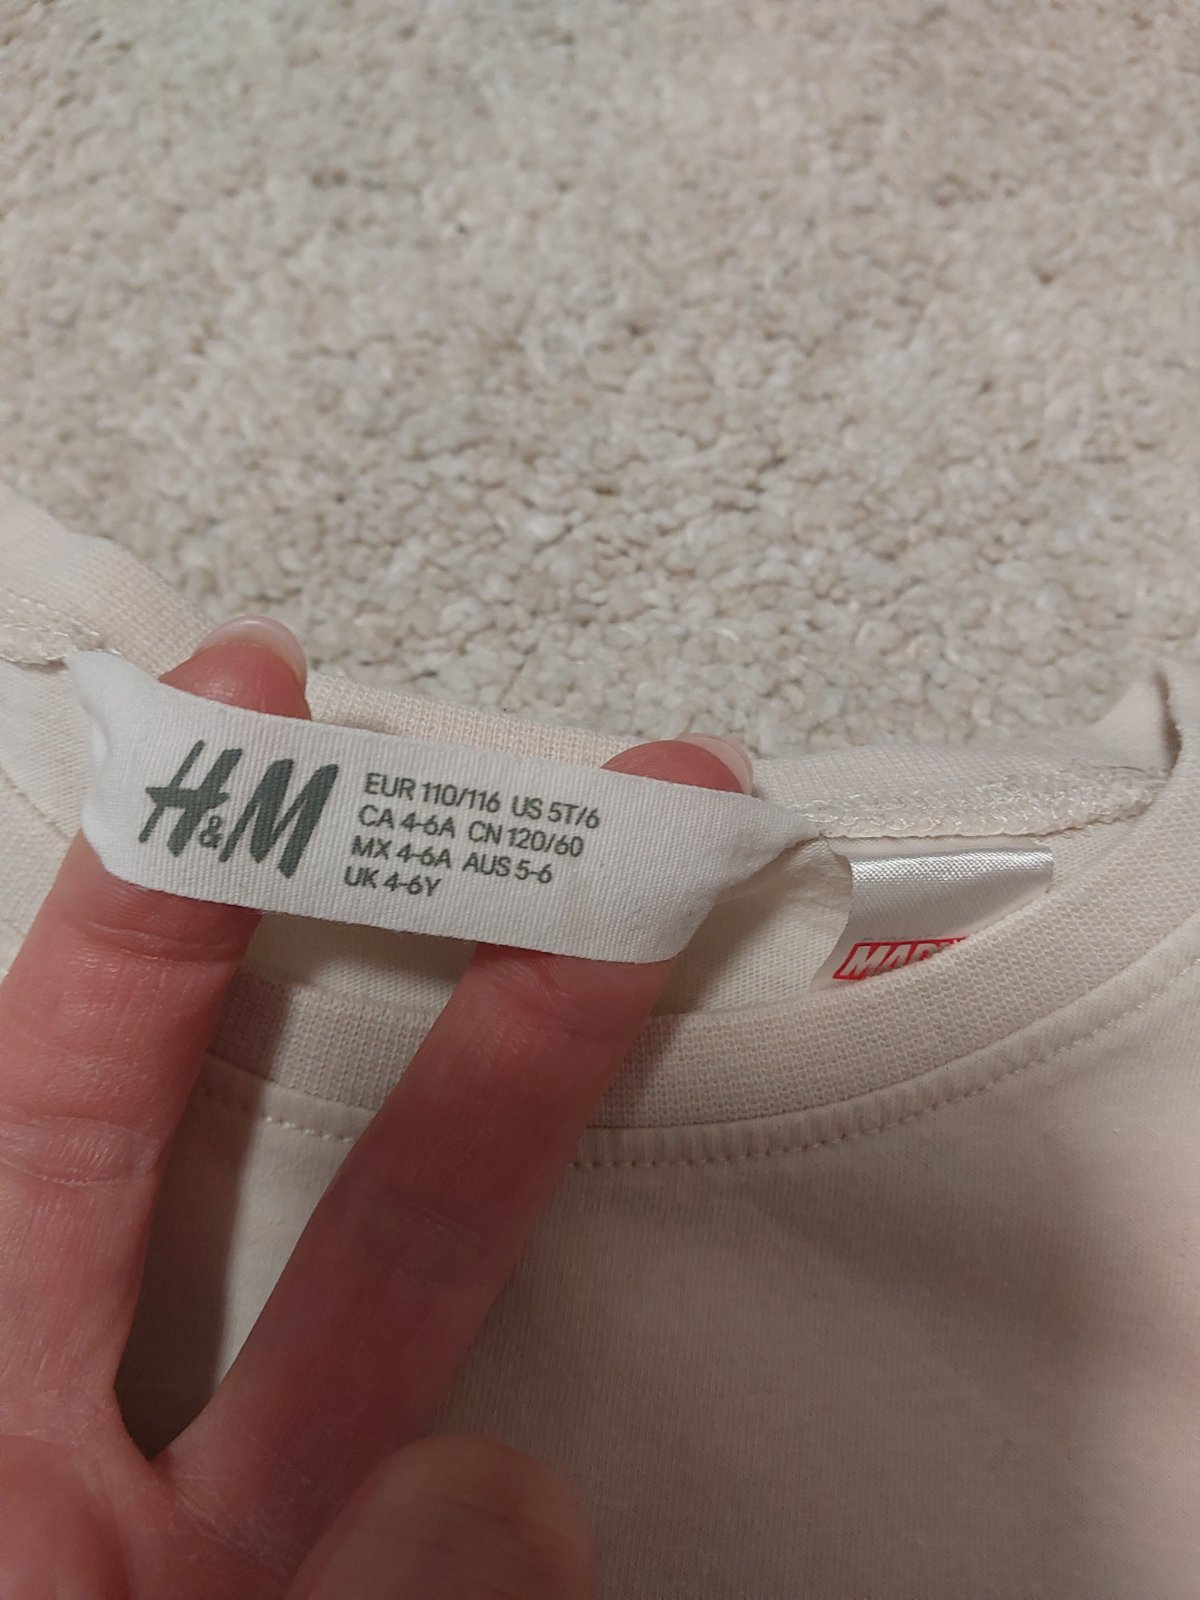 H&M
EUR 110/116 US 5T/6
CA 4-6A CN 120/60
MX 4-6A AUS 5-6
UK 4-6Y